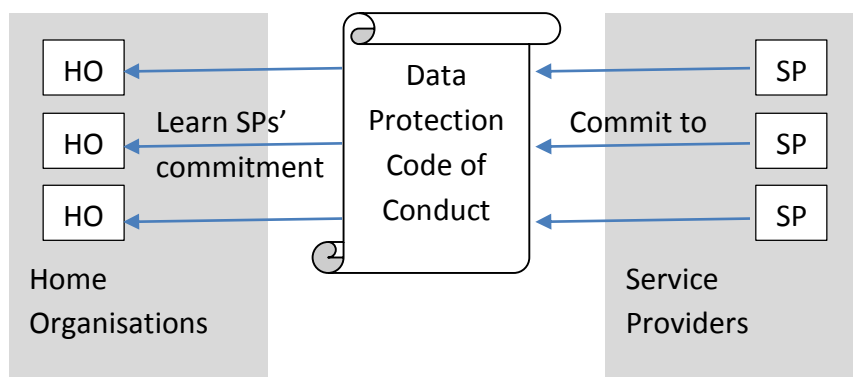 HO
HO
HO
Learn SPs’
commitment
Home
Organisations
Data
Protection
Code of
Conduct
Commit to
SP
SP
SP
Service
Providers